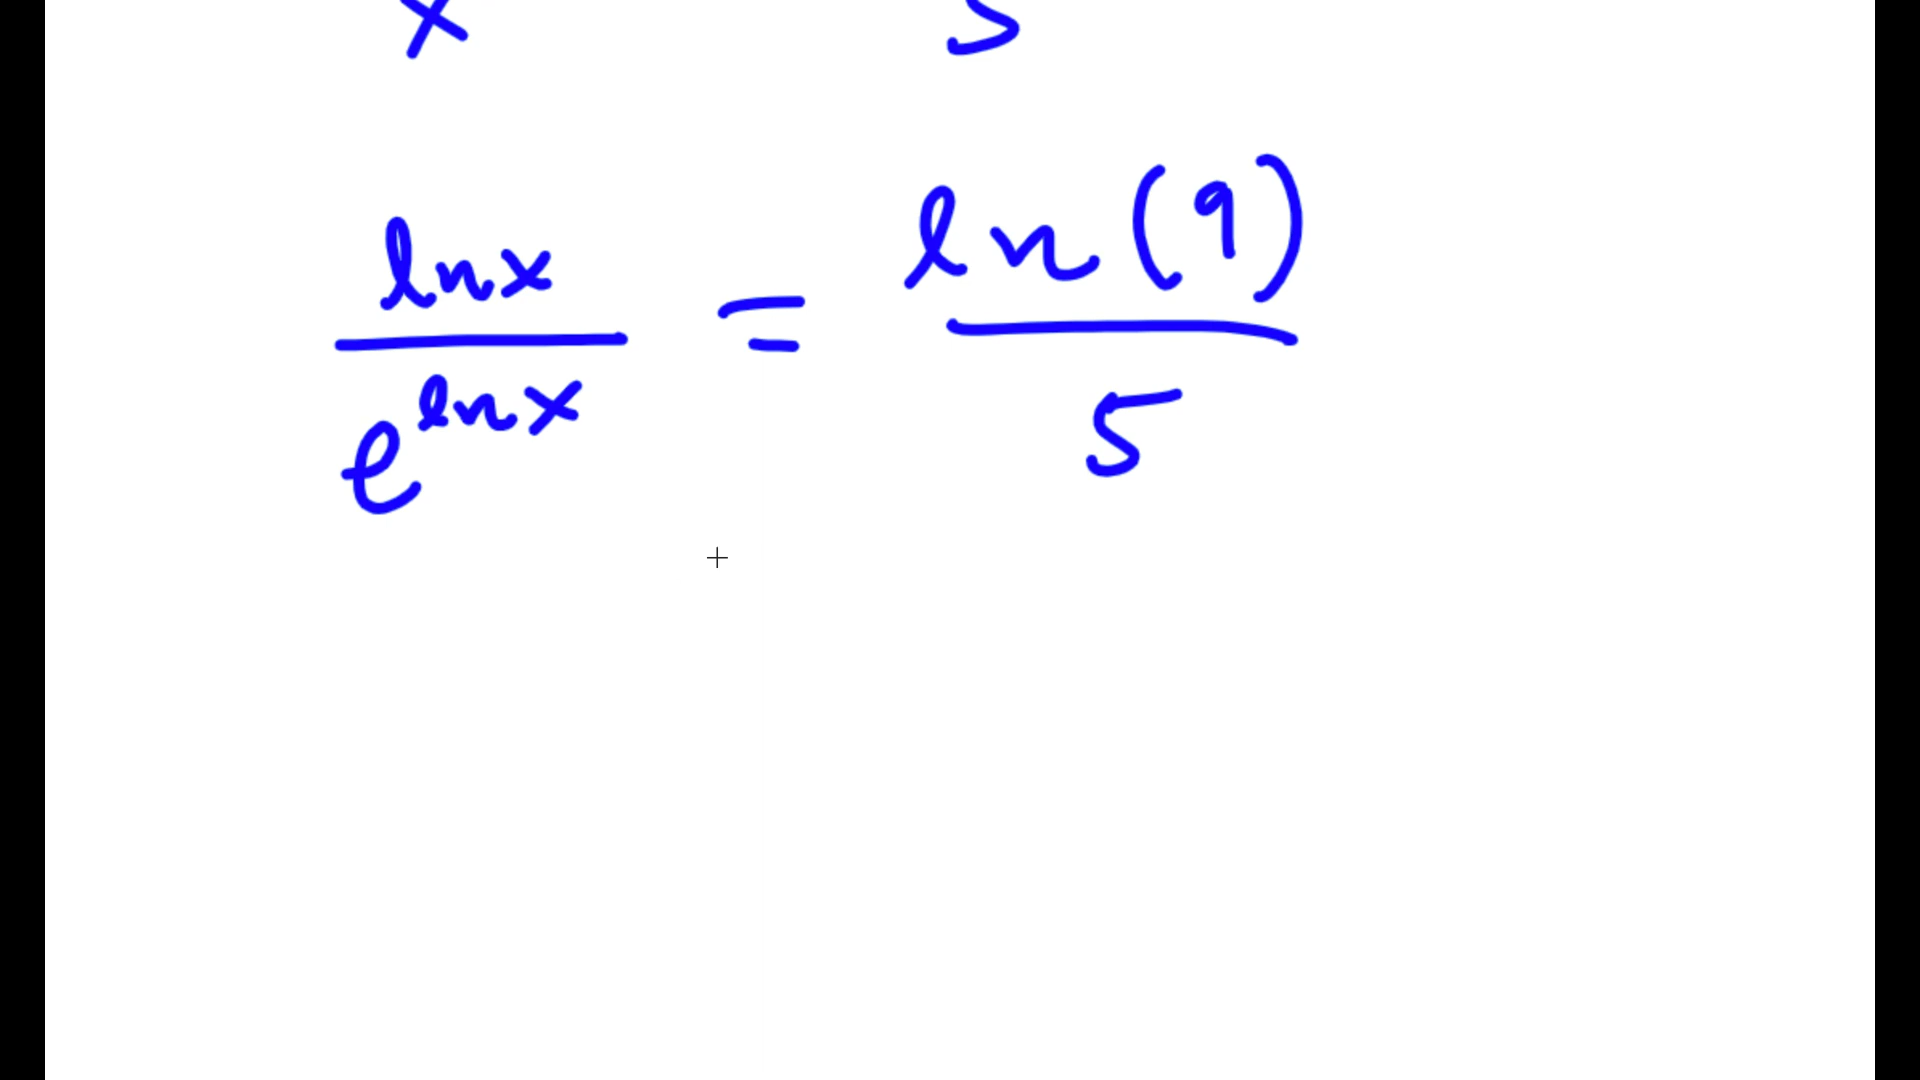 x 5
ln x / e^{ln x} = ln(9) / 5